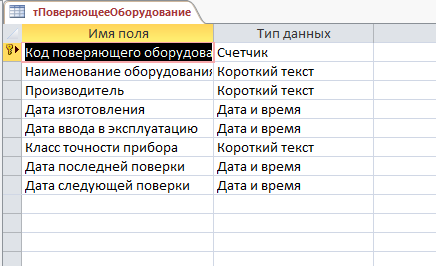 тПоверяющееОборудование
Имя поля Тип данных
Код поверяющего оборудова Счетчик
Наименование оборудования Короткий текст
Производитель Короткий текст
Дата изготовления Дата и время
Дата ввода в эксплуатацию Дата и время
Класс точности прибора Короткий текст
Дата последней поверки Дата и время
Дата следующей поверки Дата и время